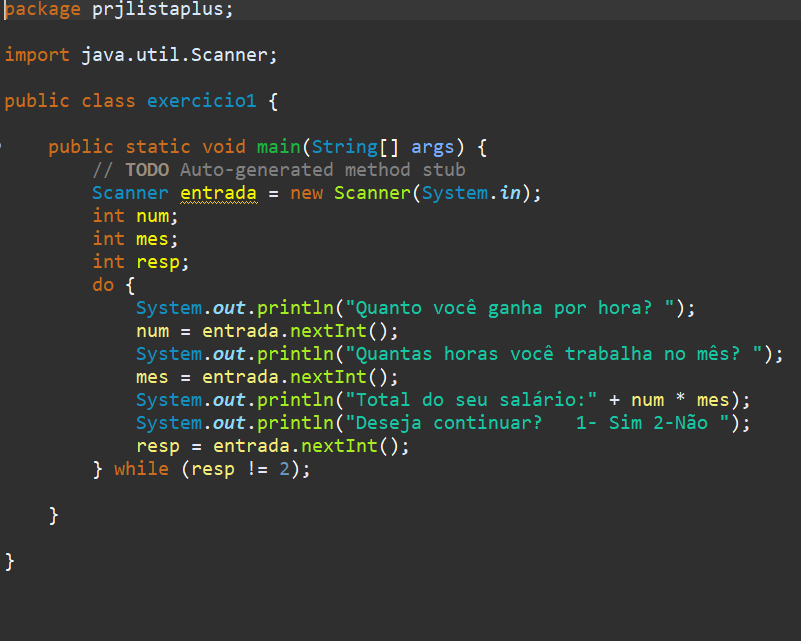 package prjlistaplus;
import java.util.Scanner;
public class exercicio1 {
public static void main(String[] args) {
// TODO Auto-generated method stub
Scanner entrada = new Scanner(System.in);
int num;
int mes;
int resp;
do {
System.out.println("Quanto você ganha por hora? ");
num = entrada.nextInt();
System.out.println("Quantas horas você trabalha no mês? ");
mes = entrada.nextInt();
System.out.println("Total do seu salário:" + num * mes);
System.out.println("Deseja continuar?   1- Sim 2-Não ");
resp = entrada.nextInt();
} while (resp != 2);
}
}